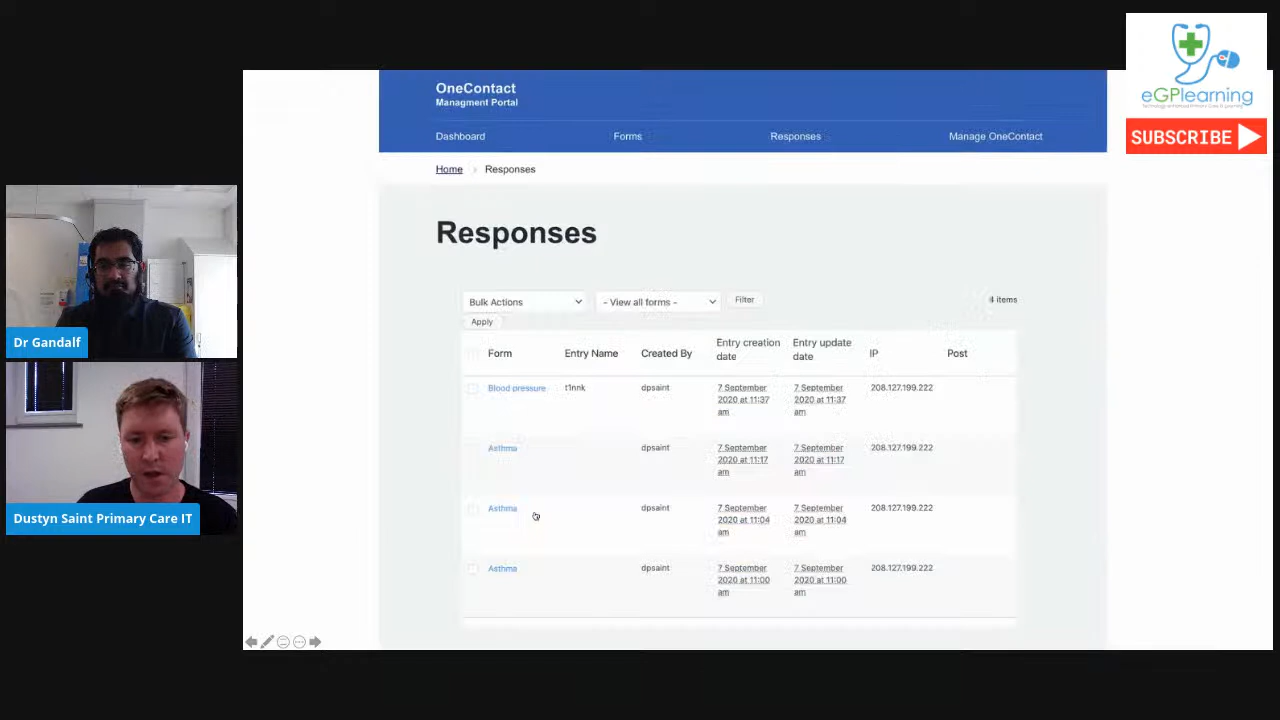 OneContact
Managment Portal
Dashboard
Forms
Responses
Manage OneContact
Home
Responses
Responses
Bulk Actions
- View all forms -
Filter
4 items
Apply
Form
Entry Name
Created By
Entry creation
date
Entry update
date
IP
Post
Blood pressure
t1nnk
dpsaint
7 September
2020 at 11:37
am
7 September
2020 at 11:37
am
208.127.199.222
Asthma
dpsaint
7 September
2020 at 11:17
am
7 September
2020 at 11:17
am
208.127.199.222
Asthma
dpsaint
7 September
2020 at 11:04
am
7 September
2020 at 11:04
am
208.127.199.222
Asthma
dpsaint
7 September
2020 at 11:00
am
7 September
2020 at 11:00
am
208.127.199.222
Dr Gandalf
Dustyn Saint Primary Care IT
eGPlearning
SUBSCRIBE